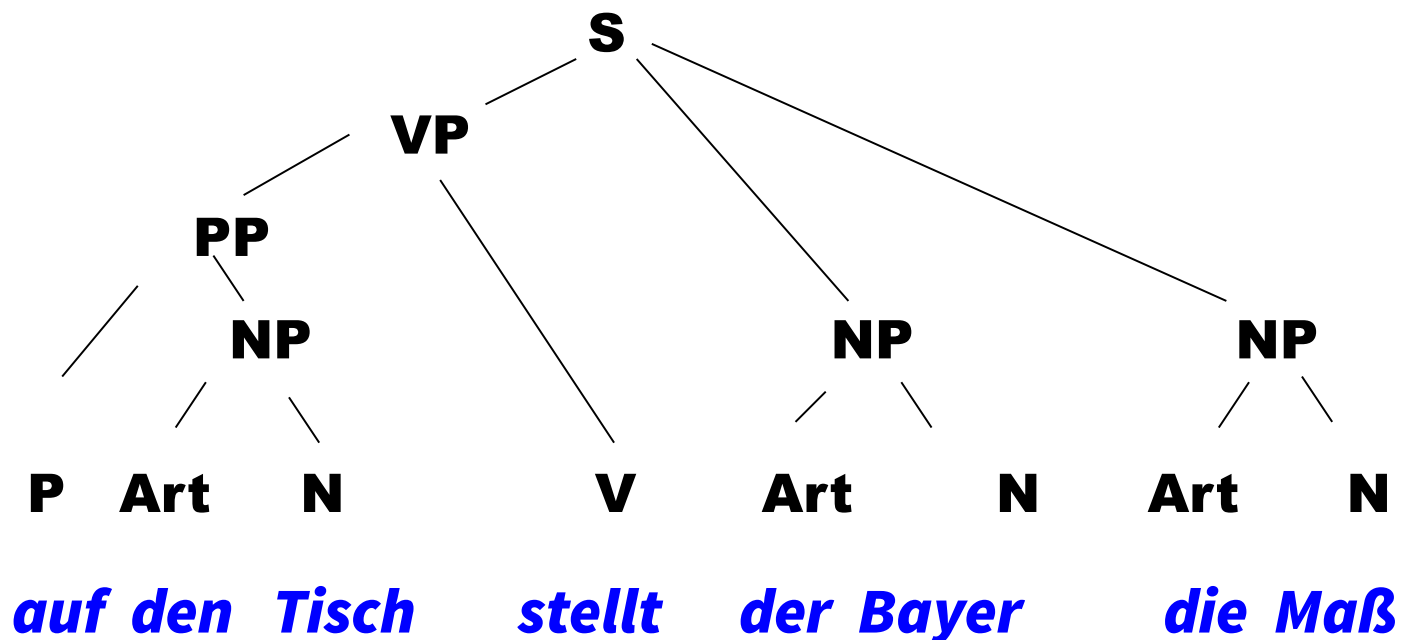 S
VP
PP
NP NP NP
P Art N V Art N Art N
auf den Tisch stellt der Bayer die Maß